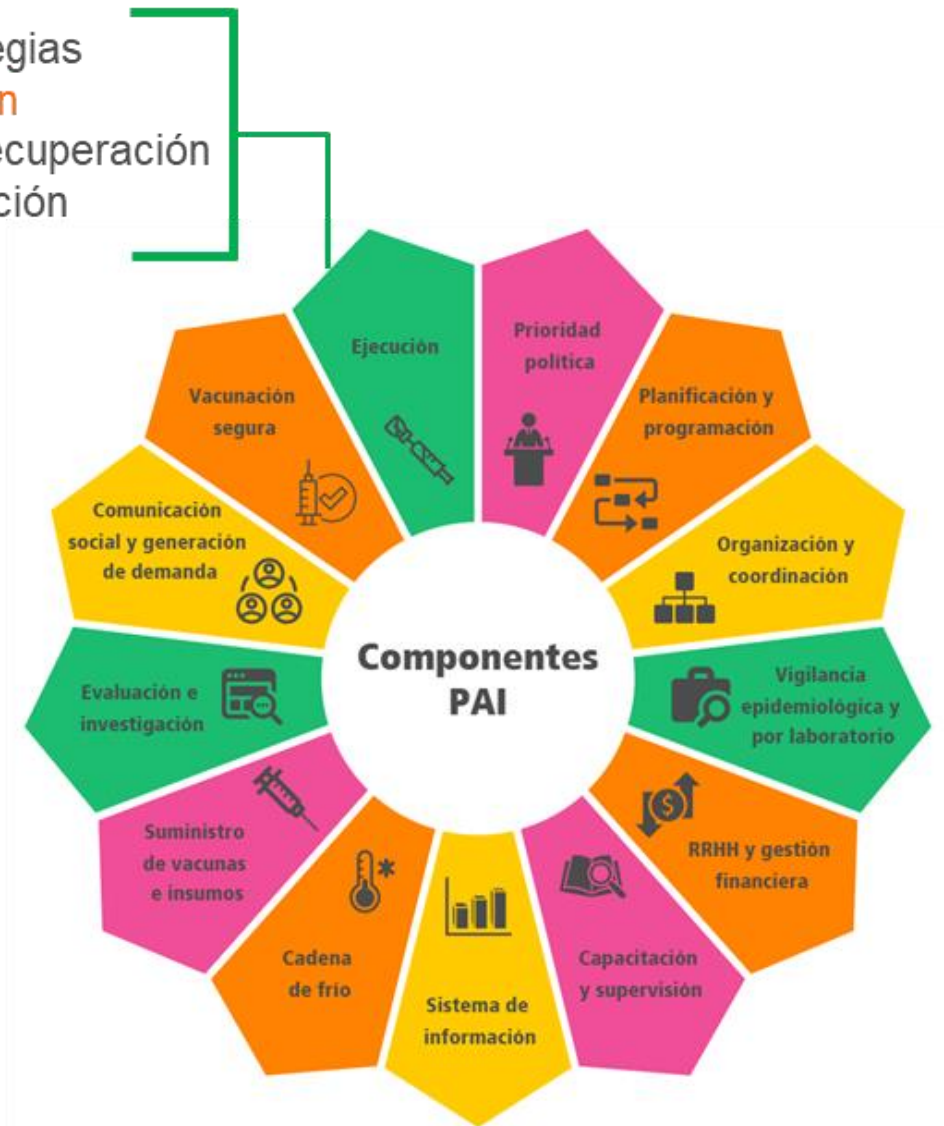 egias
n
ecuperación
ción
Ejecución
Prioridad
política
Planificación y
programación
Organización y
coordinación
Vigilancia
epidemiológica y
por laboratorio
RRHH y gestión
financiera
Capacitación
y supervisión
Sistema de
información
Cadena
de frío
Suministro
de vacunas
e insumos
Evaluación e
investigación
Comunicación
social y generación
de demanda
Vacunación
segura
Componentes
PAI